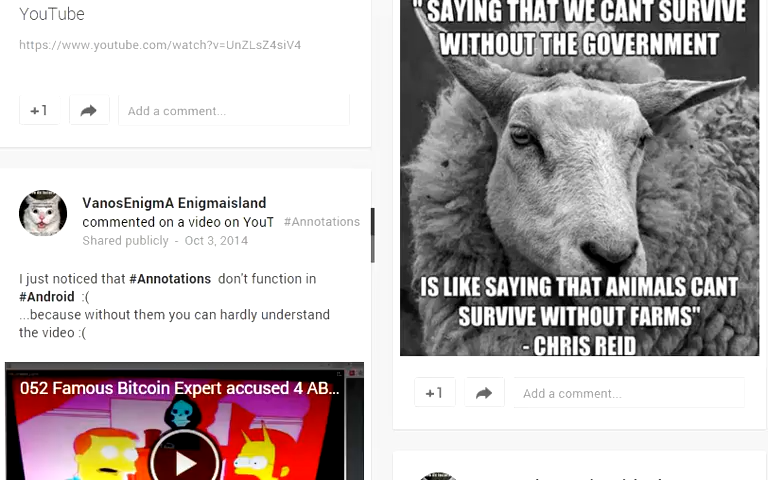 YouTube
https://www.youtube.com/watch?v=UnZLsZ4siV4
+1
Add a comment...
VanosEnigmA Enigmaisland
commented on a video on YouT #Annotations
Shared publicly - Oct 3, 2014
I just noticed that #Annotations don't function in
#Android :(
...because without them you can hardly understand
the video :(
052 Famous Bitcoin Expert accused 4 AB...
"SAYING THAT WE CANT SURVIVE
WITHOUT THE GOVERNMENT
IS LIKE SAYING THAT ANIMALS CANT
SURVIVE WITHOUT FARMS"
- CHRIS REID
+1
Add a comment...